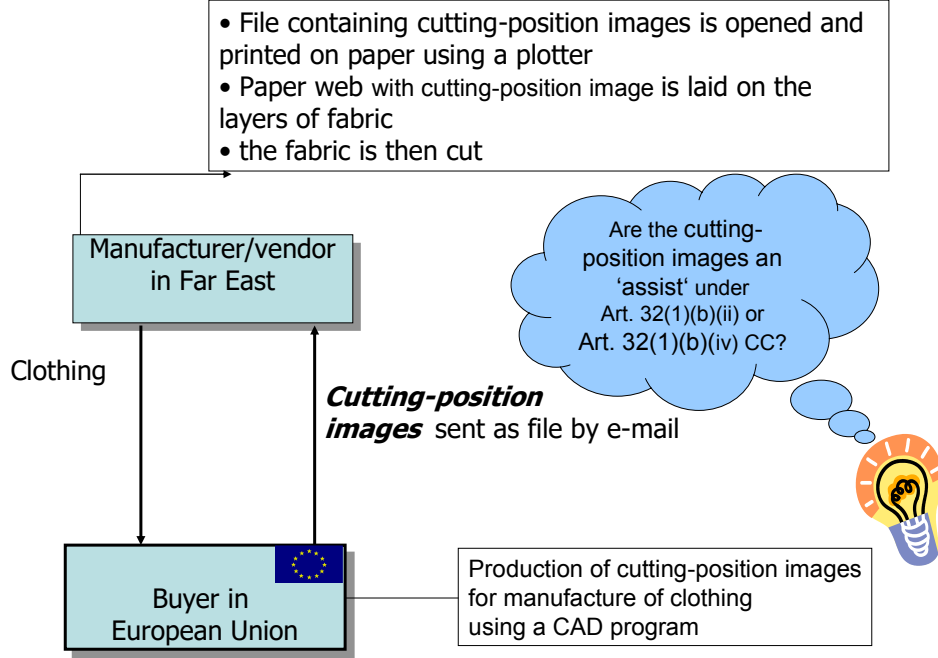 • File containing cutting-position images is opened and
printed on paper using a plotter
• Paper web with cutting-position image is laid on the
layers of fabric
• the fabric is then cut
Are the cutting-
position images an
‘assist‘ under
Art. 32(1)(b)(ii) or
Art. 32(1)(b)(iv) CC?
Manufacturer/vendor
in Far East
Clothing
Cutting-position
images sent as file by e-mail
Buyer in
European Union
Production of cutting-position images
for manufacture of clothing
using a CAD program